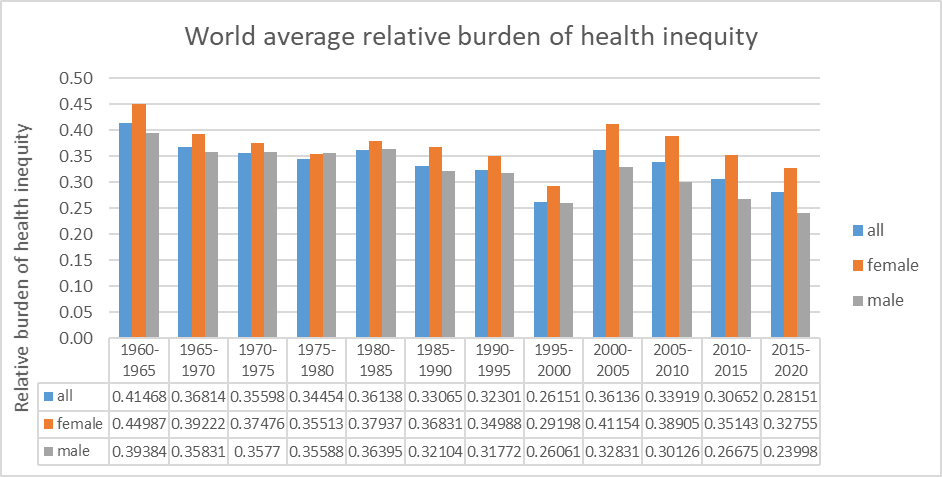 World average relative burden of health inequity
Relative burden of health inequity
0.50
0.45
0.40
0.35
0.30
0.25
0.20
0.15
0.10
0.05
0.00
1960-1965 1965-1970 1970-1975 1975-1980 1980-1985 1985-1990 1990-1995 1995-2000 2000-2005 2005-2010 2010-2015 2015-2020
all 0.41468 0.36814 0.35598 0.34454 0.36138 0.33065 0.32301 0.26151 0.36136 0.33919 0.30652 0.28151
female 0.44987 0.39222 0.37476 0.35513 0.37937 0.36831 0.34988 0.29198 0.41154 0.38905 0.35143 0.32755
male 0.39384 0.35831 0.3577 0.35588 0.36395 0.32104 0.31772 0.26061 0.32831 0.30126 0.26675 0.23998
all
female
male